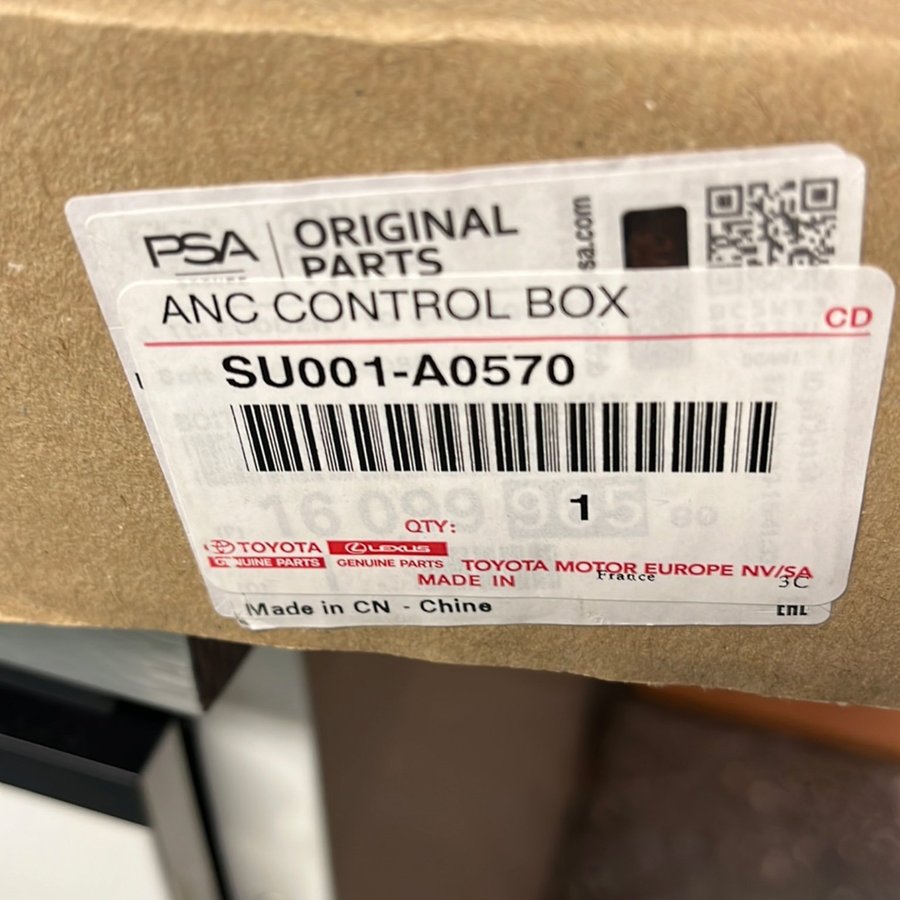 PSA
ORIGINAL
PARTS
sa.com
ANC CONTROL BOX
CD
SU001-A0570
16 099 965 80
1
QTY:
TOYOTA
GENUINE PARTS
LEXUS
GENUINE PARTS
TOYOTA MOTOR EUROPE NV/SA
MADE IN
France
3C
Made in CN - Chine
EAC